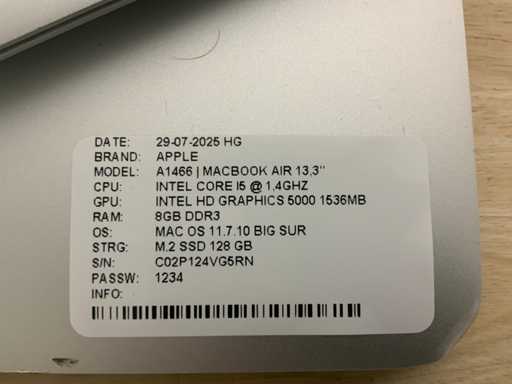 DATE: 29-07-2025 HG
BRAND: APPLE
MODEL: A1466 | MACBOOK AIR 13,3"
CPU: INTEL CORE I5 @ 1,4GHZ
GPU: INTEL HD GRAPHICS 5000 1536MB
RAM: 8GB DDR3
OS: MAC OS 11.7.10 BIG SUR
STRG: M.2 SSD 128 GB
S/N: C02P124VG5RN
PASSW: 1234
INFO: